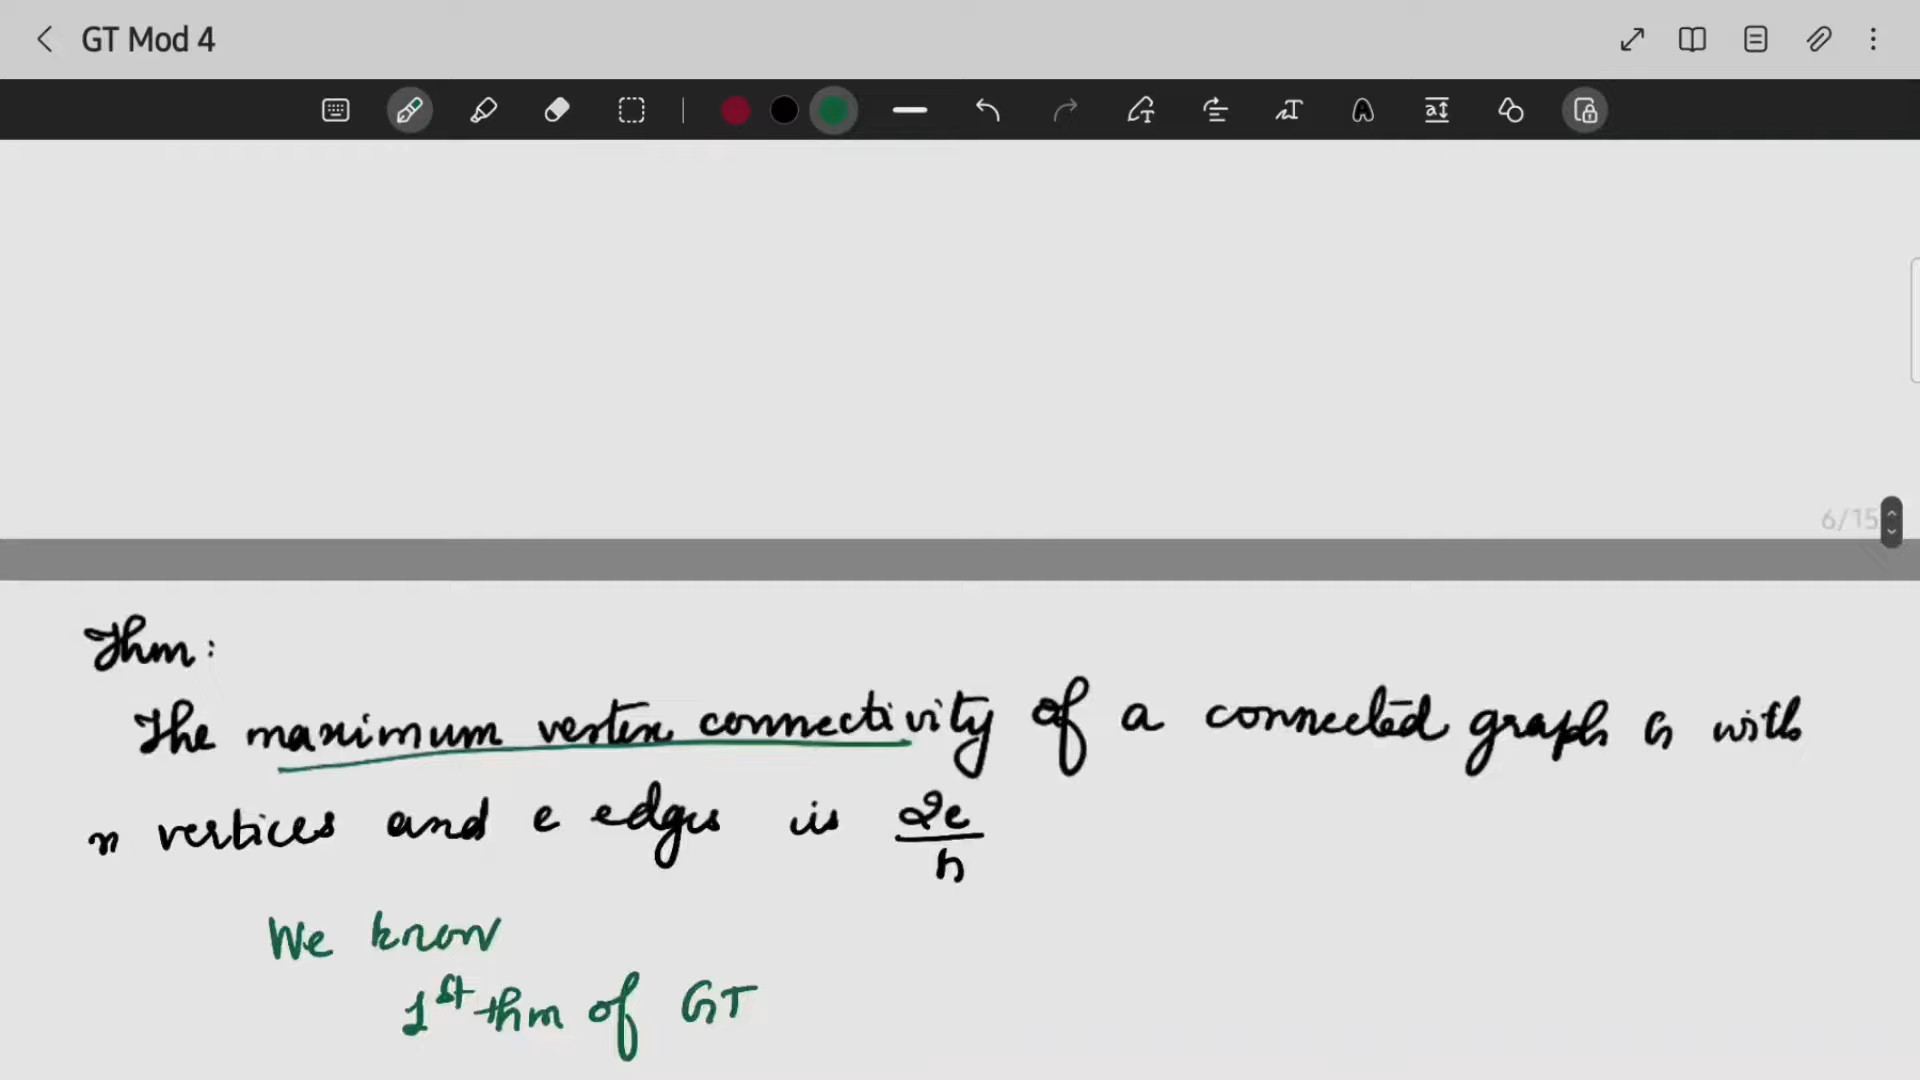 GT Mod 4
6/15
Thm:
The maximum vertex connectivity of a connected graph G with
n vertices and e edges is 2e/n
We know
1st thm of GT